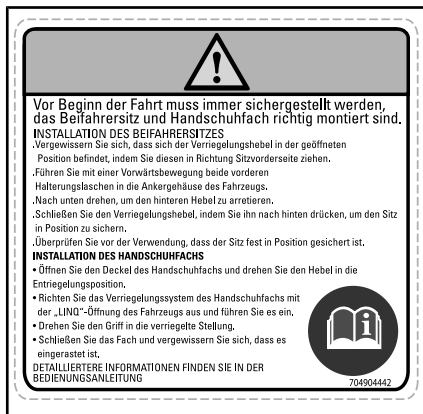 Vor Beginn der Fahrt muss immer sichergestellt werden,
das Beifahrersitz und Handschuhfach richtig montiert sind.
INSTALLATION DES BEIFAHRERSITZES
.Vergewissern Sie sich, dass sich der Verriegelungshebel in der geöffneten
Position befindet, indem Sie diesen in Richtung Sitzvorderseite ziehen.
.Führen Sie mit einer Vorwärtsbewegung beide vorderen
Halterungslaschen in die Ankergehäuse des Fahrzeugs.
.Nach unten drehen, um den hinteren Hebel zu arretieren.
.Schließen Sie den Verriegelungshebel, indem Sie ihn nach hinten drücken, um den Sitz
in Position zu sichern.
.Überprüfen Sie vor der Verwendung, dass der Sitz fest in Position gesichert ist.
INSTALLATION DES HANDSCHUHFACHS
• Öffnen Sie den Deckel des Handschuhfachs und drehen Sie den Hebel in die
Entriegelungsposition.
• Richten Sie das Verriegelungssystem des Handschuhfachs mit
der „LINQ“-Öffnung des Fahrzeugs aus und führen Sie es ein.
• Drehen Sie den Griff in die verriegelte Stellung.
• Schließen Sie das Fach und vergewissern Sie sich, dass es
eingerastet ist.
DETAILLIERTERE INFORMATIONEN FINDEN SIE IN DER
BEDIENUNGSANLEITUNG
704904442